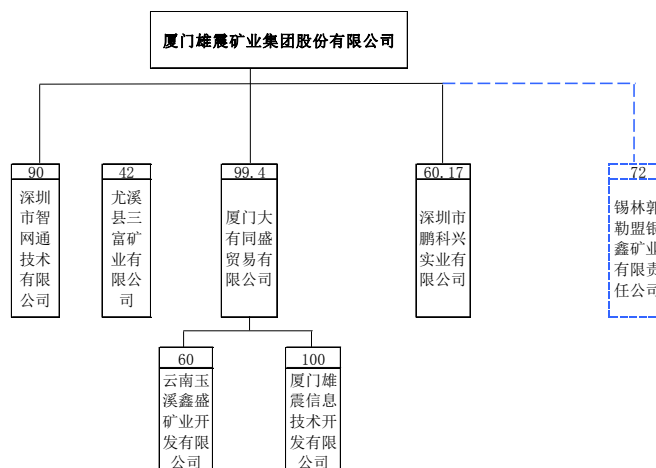 厦门雄震矿业集团股份有限公司
90
深圳
市智
网通
技术
有限
公司
42
尤溪
县三
富矿
业有
限公
司
99.4
厦门大
有同盛
贸易有
限公司
60.17
深圳市
鹏科兴
实业有
限公司
72
锡林郭
勒盟银
鑫矿业
有限责
任公司
60
云南玉
溪鑫盛
矿业开
发有限
公司
100
厦门雄
震信息
技术开
发有限
公司